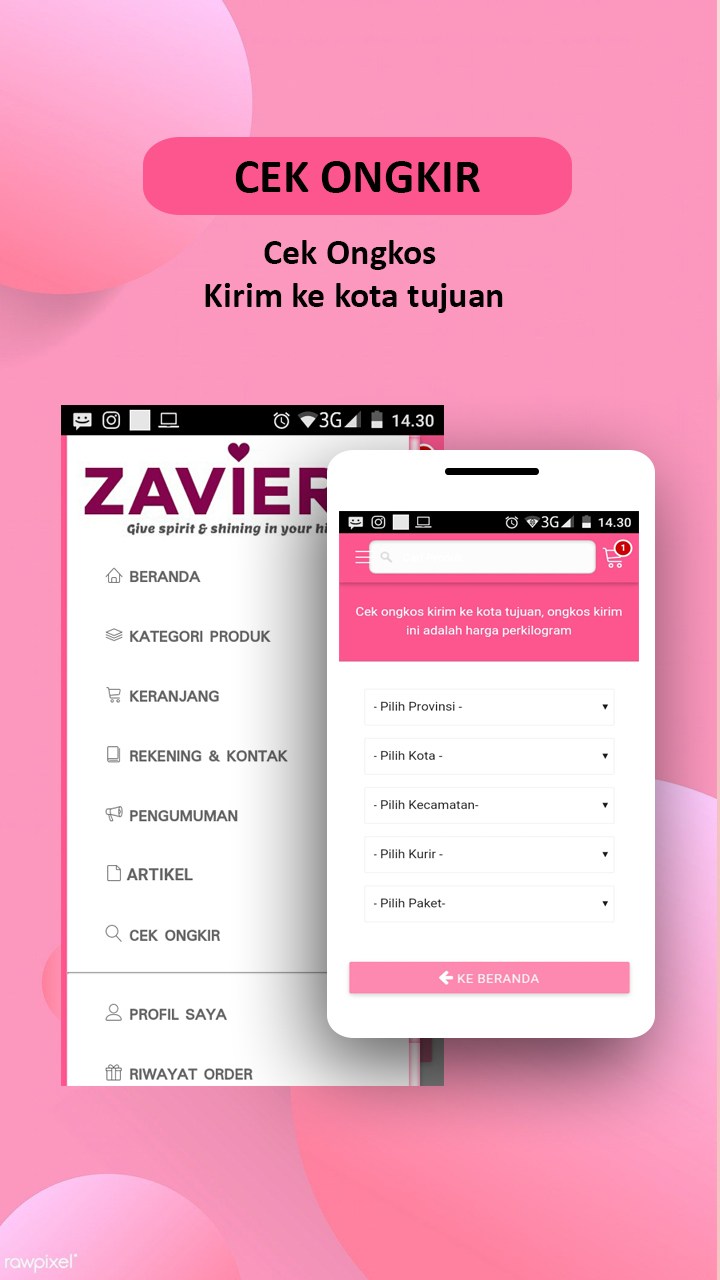 CEK ONGKIR
Cek Ongkos
Kirim ke kota tujuan
3G 14.30
ZAVIER
Give spirit & shining in your hi
BERANDA
KATEGORI PRODUK
KERANJANG
REKENING & KONTAK
PENGUMUMAN
ARTIKEL
CEK ONGKIR
PROFIL SAYA
RIWAYAT ORDER
3G 14.30
1
Cek ongkos kirim ke kota tujuan, ongkos kirim
ini adalah harga perkilogram
- Pilih Provinsi -
- Pilih Kota -
- Pilih Kecamatan-
- Pilih Kurir -
- Pilih Paket-
KE BERANDA
rawpixel